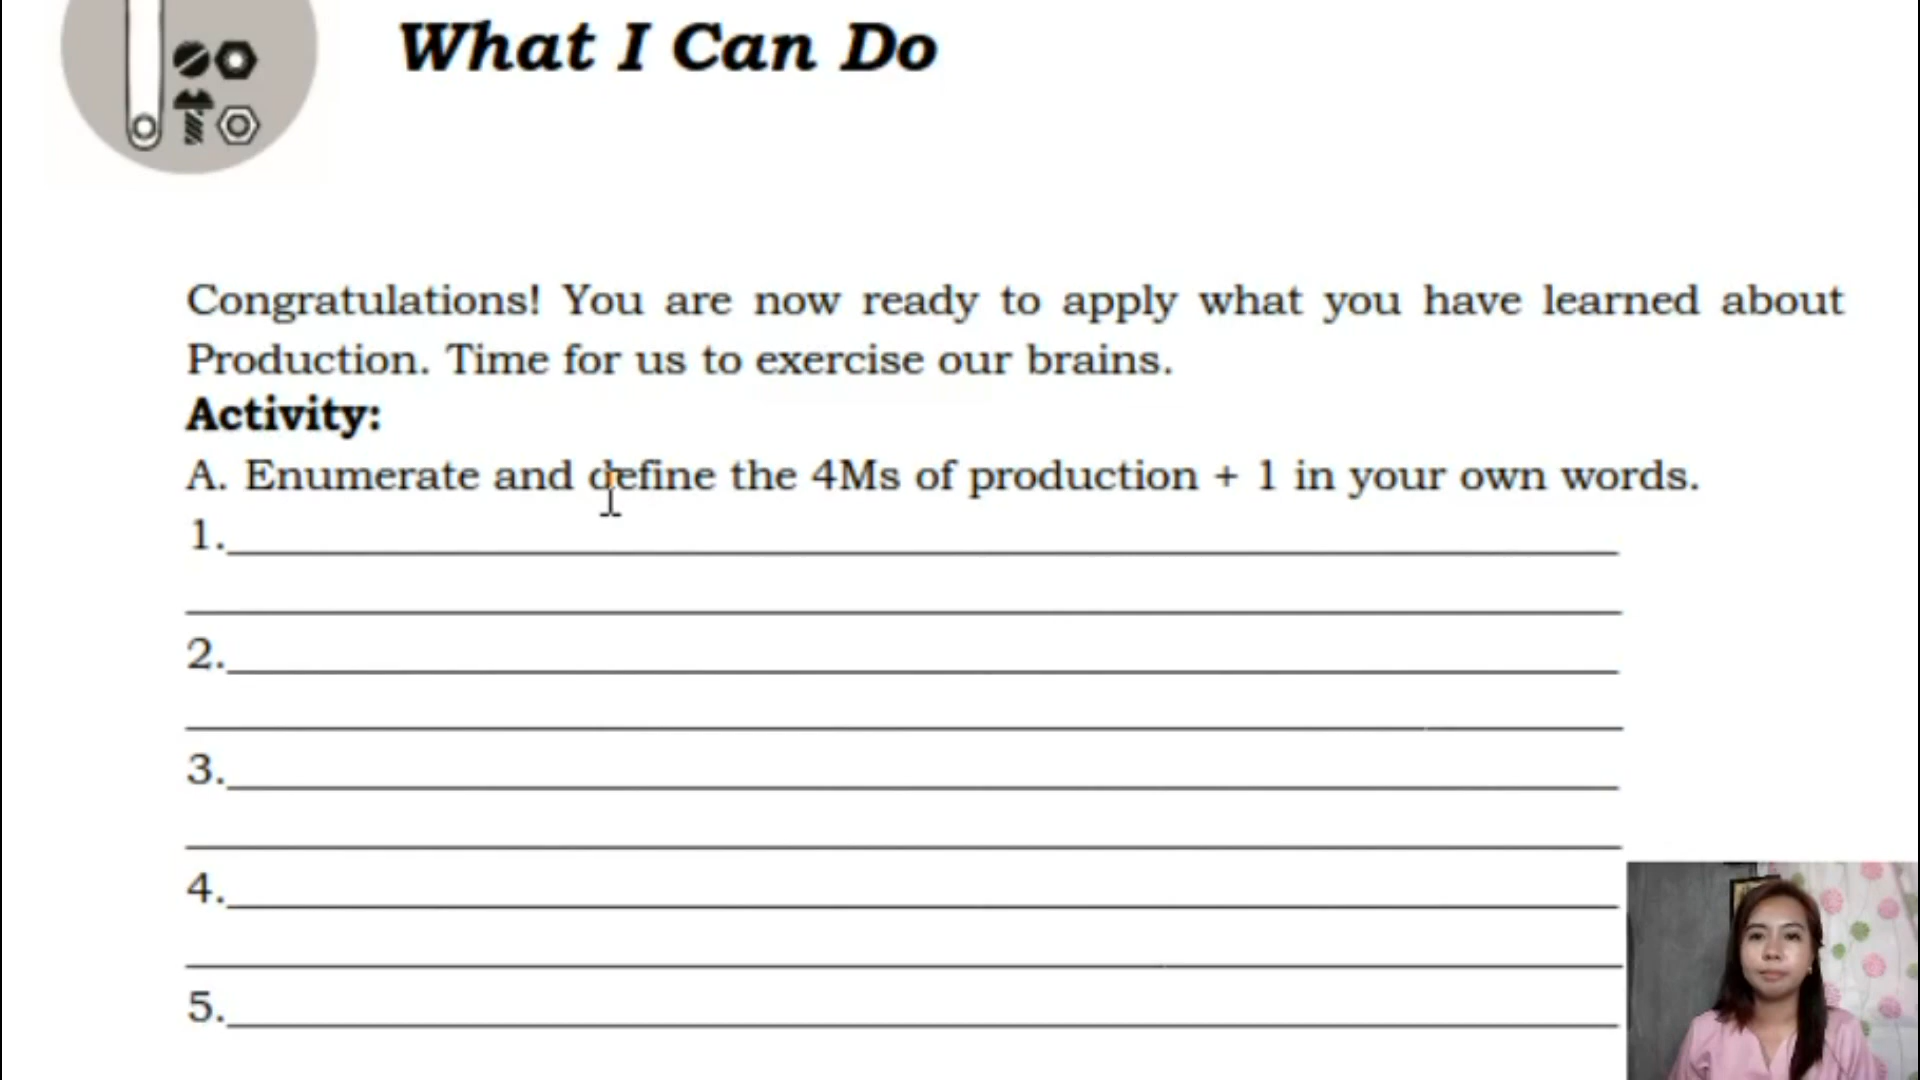 What I Can Do
Congratulations! You are now ready to apply what you have learned about
Production. Time for us to exercise our brains.
Activity:
A. Enumerate and define the 4Ms of production + 1 in your own words.
1.
2.
3.
4.
5.